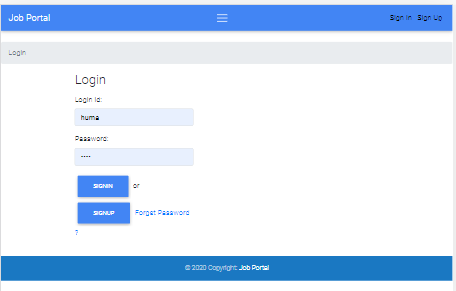 Job Portal Sign In Sign Up
Login
Login
Login Id:
huma
Password:
....
SIGNIN or
SIGNUP Forget Password
?
© 2020 Copyright: Job Portal